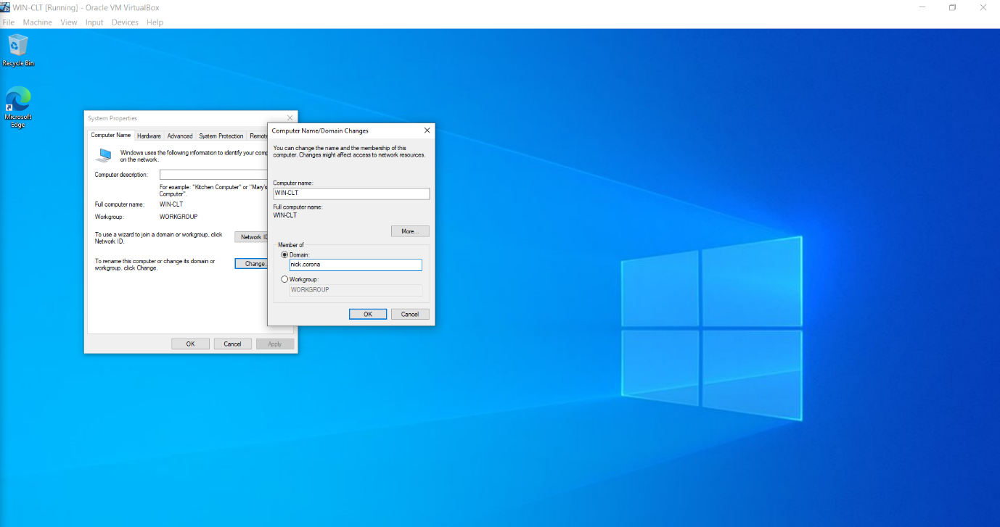 WIN-CLT [Running] - Oracle VM VirtualBox
File Machine View Input Devices Help
Recycle Bin
Microsoft
Edge
System Properties
Computer Name Hardware Advanced System Protection Remote
Windows uses the following information to identify your comp
on the network.
Computer description:
For example: "Kitchen Computer" or "Mary's
Computer".
Full computer name: WIN-CLT
Workgroup: WORKGROUP
To use a wizard to join a domain or workgroup, click
Network ID.
Network ID
To rename this computer or change its domain or
workgroup, click Change.
Change.
OK Cancel Apply
Computer Name/Domain Changes
You can change the name and the membership of this
computer. Changes might affect access to network resources.
Computer name:
WIN-CLT
Full computer name:
WIN-CLT
More...
Member of
Domain:
nick.corona
Workgroup:
WORKGROUP
OK Cancel